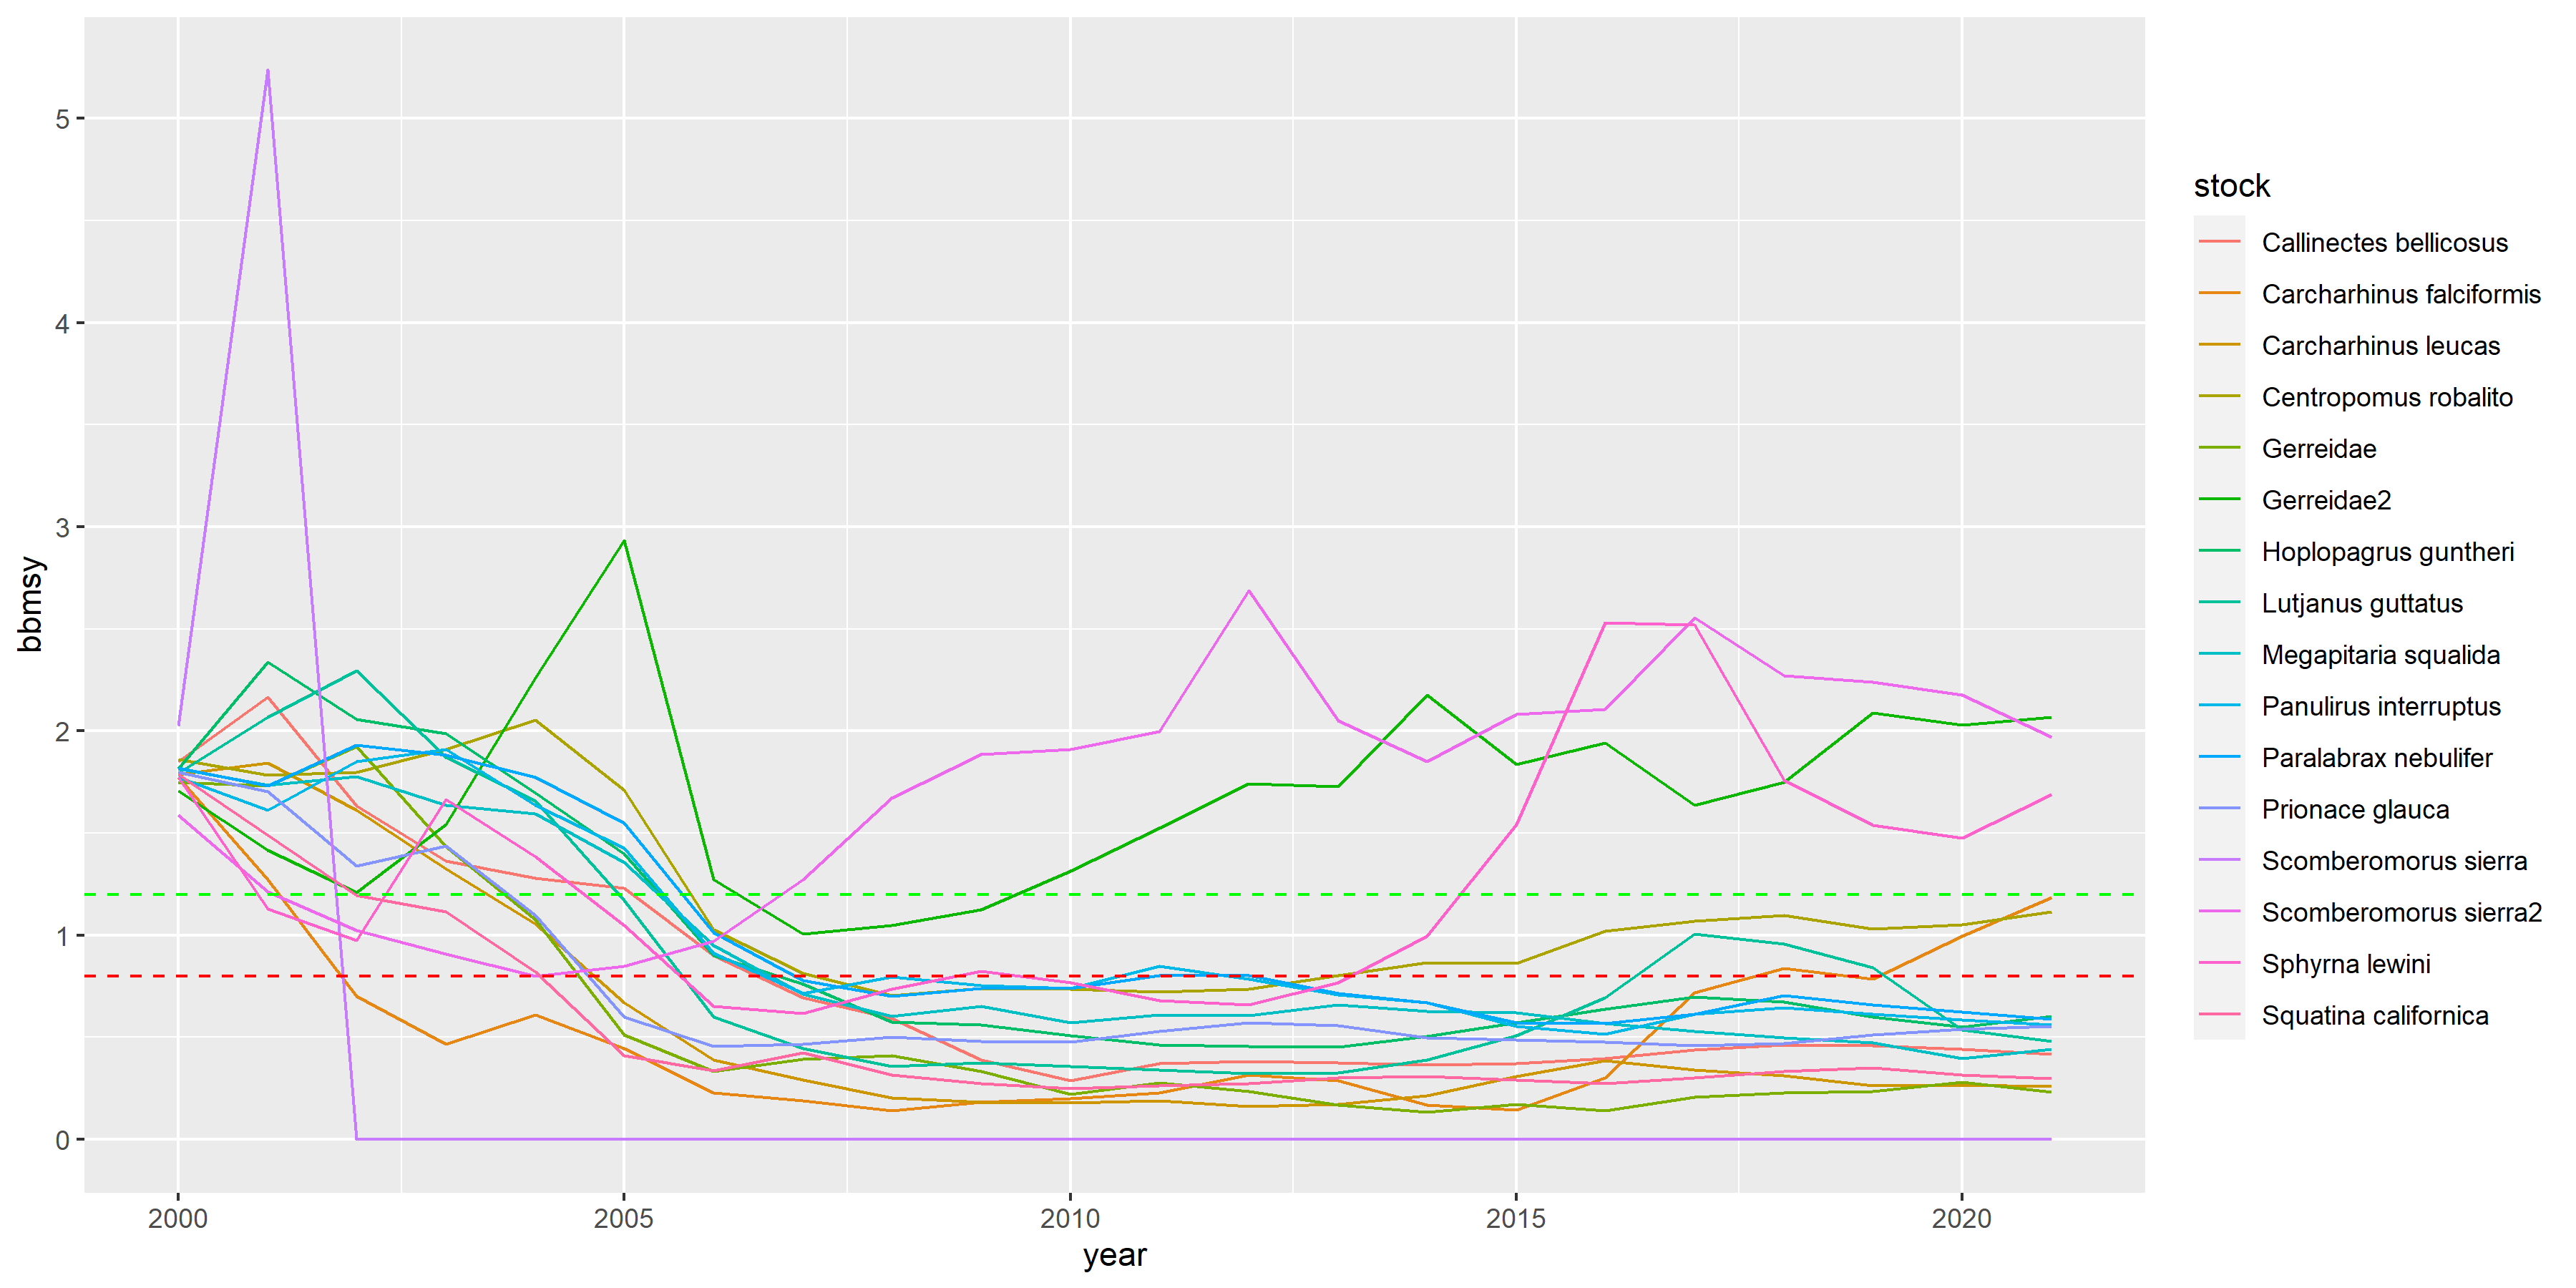 5
4
3
2
1
0
bbmsy
2000 2005 2010 2015 2020
year
stock
Callinectes bellicosus
Carcharhinus falciformis
Carcharhinus leucas
Centropomus robalito
Gerreidae
Gerreidae2
Hoplopagrus guntheri
Lutjanus guttatus
Megapitaria squalida
Panulirus interruptus
Paralabrax nebulifer
Prionace glauca
Scomberomorus sierra
Scomberomorus sierra2
Sphyrna lewini
Squatina californica